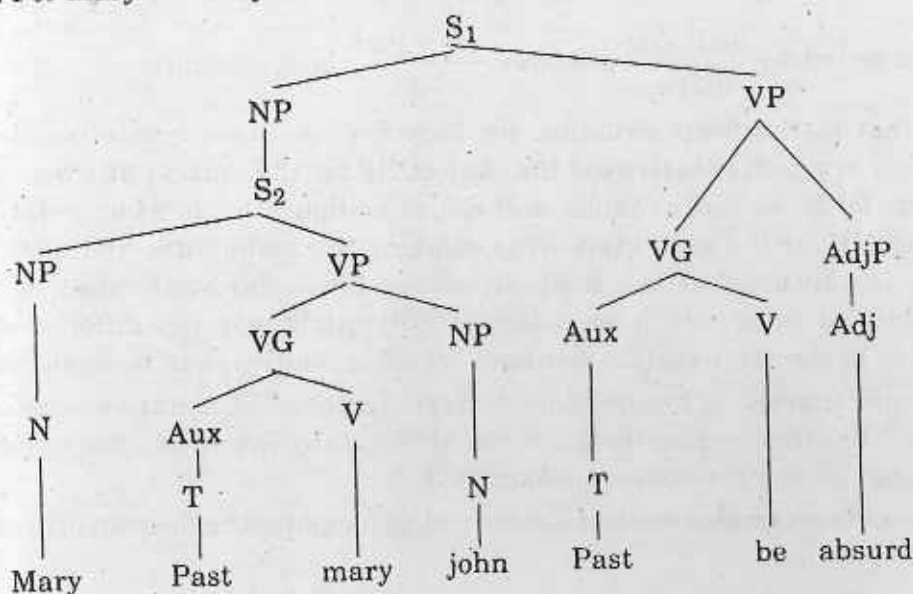 S₁
NP VP
S₂
NP VP VG AdjP
VG NP Aux V Adj
N Aux V
T N T
Mary Past mary john Past be absurd